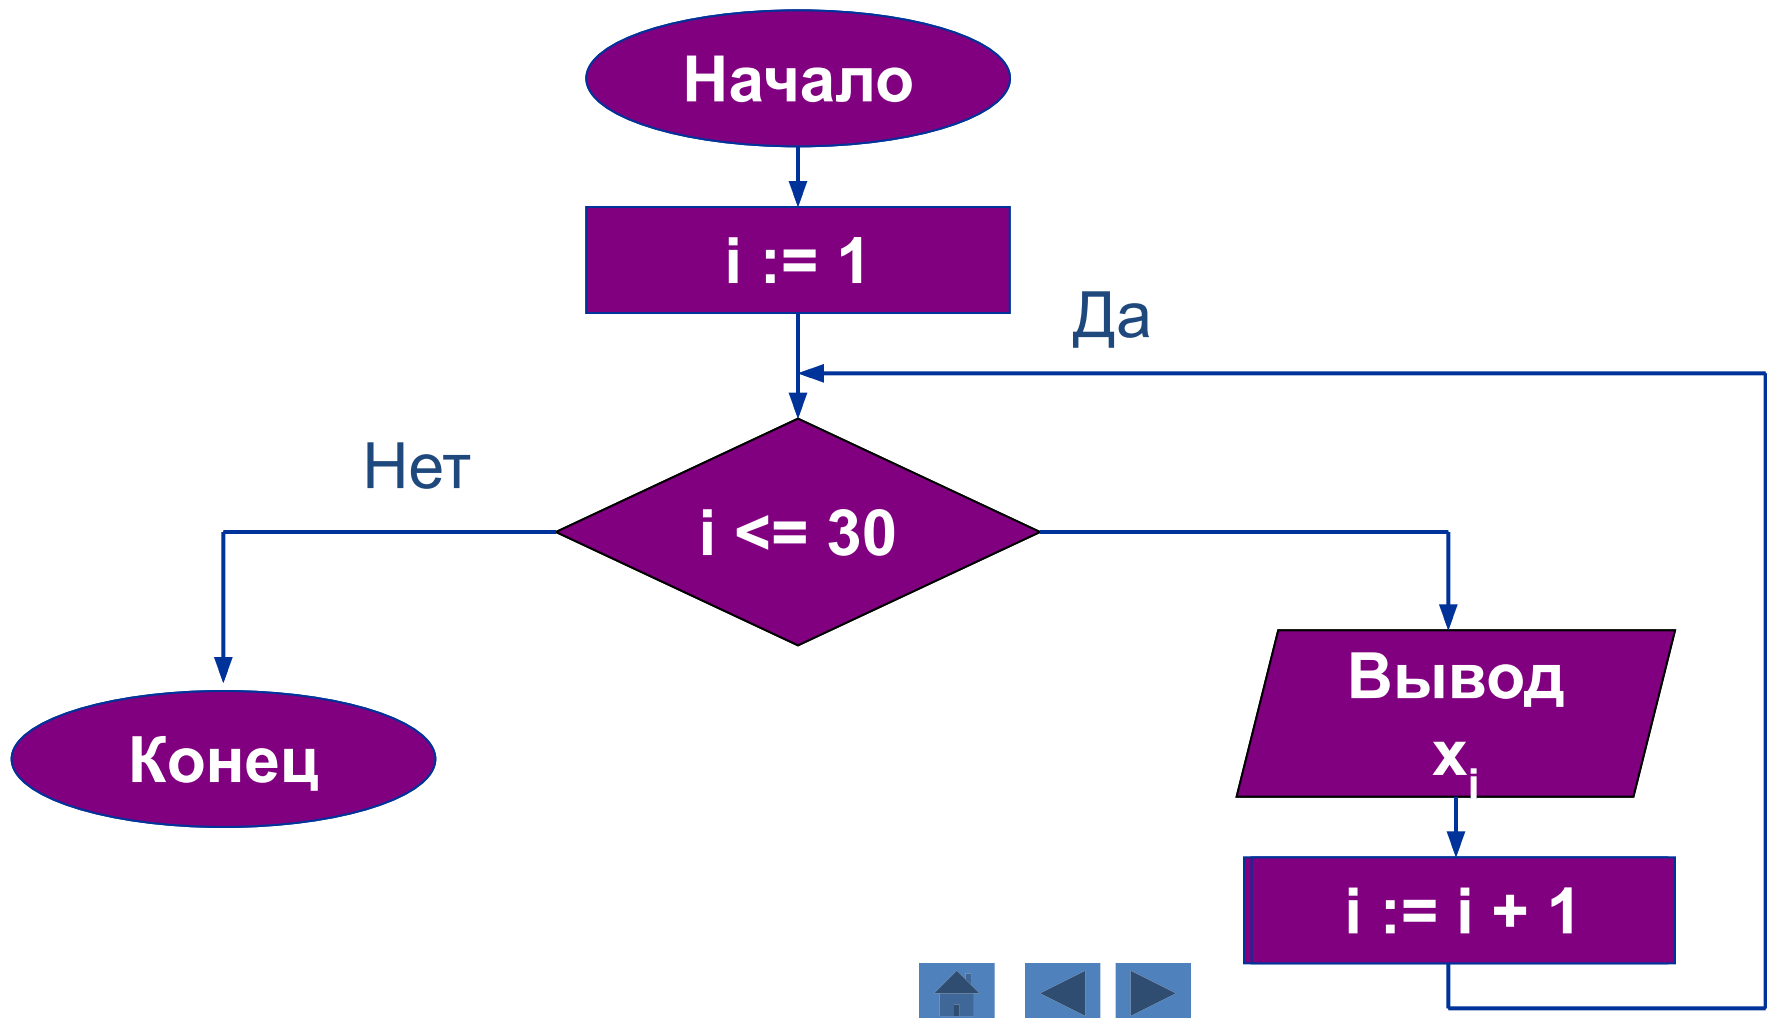 Начало
i := 1
Да
Нет
i <= 30
Вывод
xi
Конец
i := i + 1